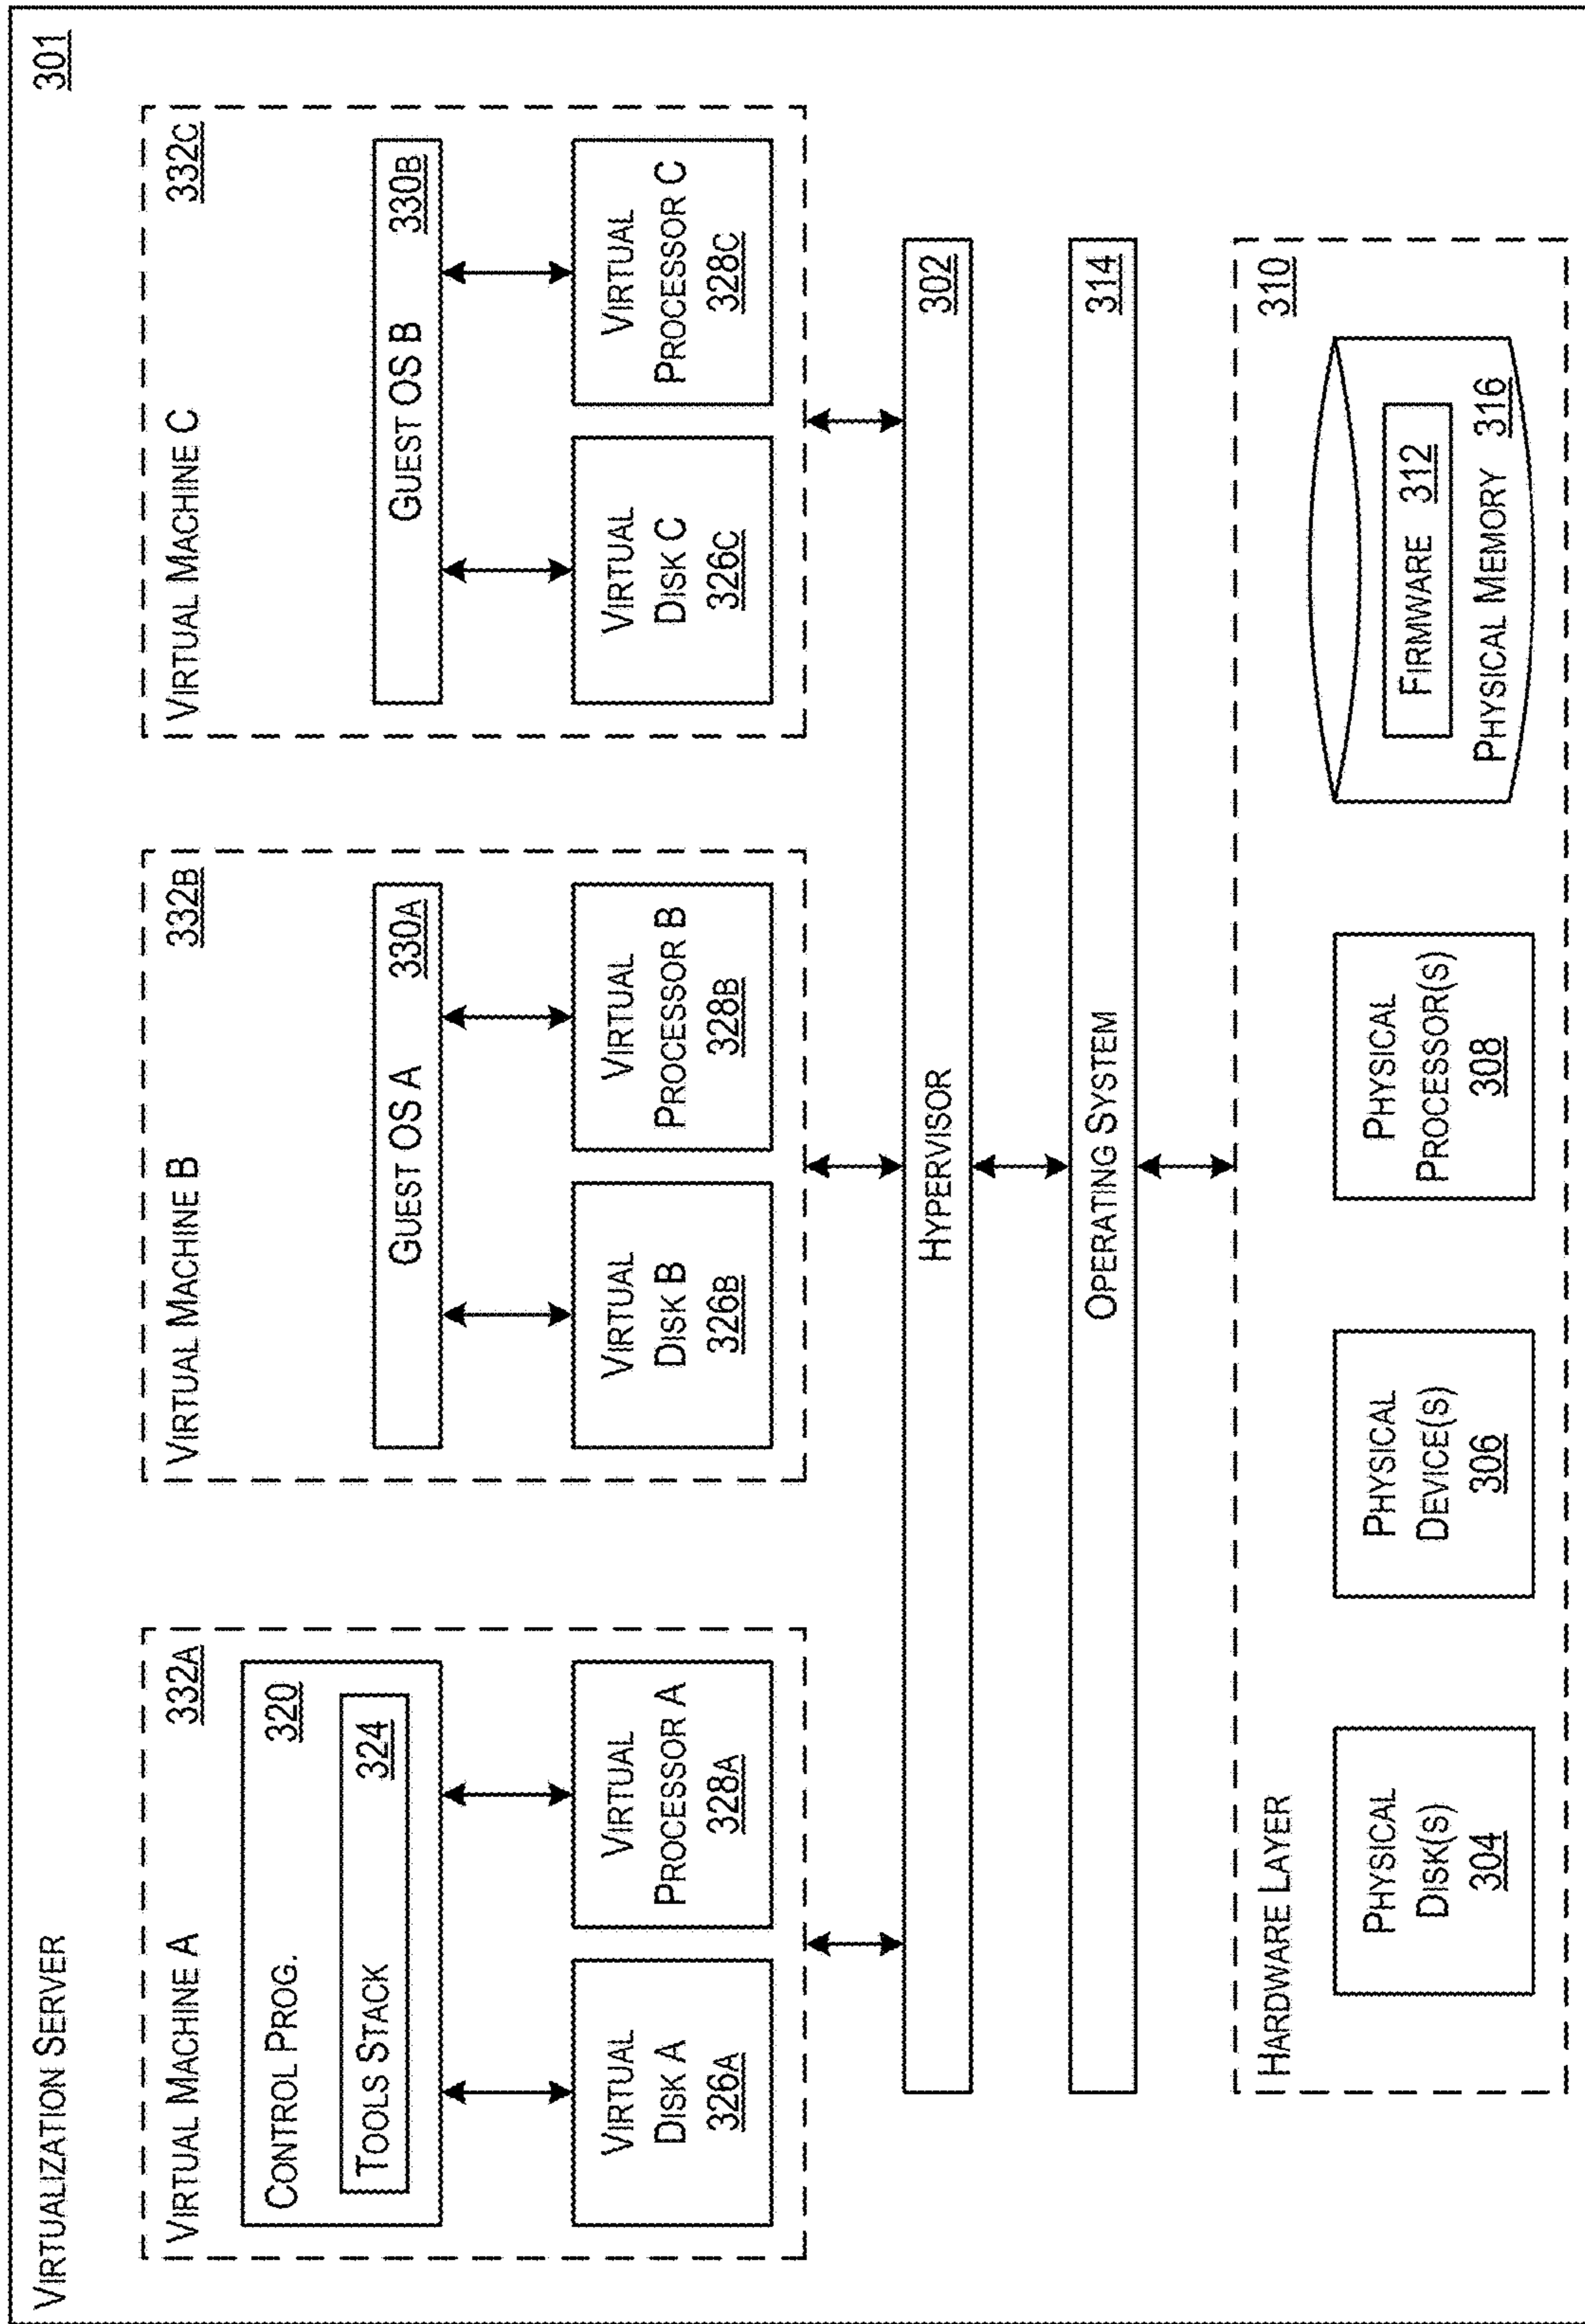 VIRTUALIZATION SERVER
301
VIRTUAL MACHINE A
332A
CONTROL PROG.
320
TOOLS STACK
324
VIRTUAL
DISK A
326A
VIRTUAL
PROCESSOR A
328A
VIRTUAL MACHINE B
332B
GUEST OS A
330A
VIRTUAL
DISK B
326B
VIRTUAL
PROCESSOR B
328B
VIRTUAL MACHINE C
332C
GUEST OS B
330B
VIRTUAL
DISK C
326C
VIRTUAL
PROCESSOR C
328C
HYPERVISOR
302
OPERATING SYSTEM
314
HARDWARE LAYER
310
PHYSICAL
DISK(S)
304
PHYSICAL
DEVICE(S)
306
PHYSICAL
PROCESSOR(S)
308
FIRMWARE 312
PHYSICAL MEMORY 316